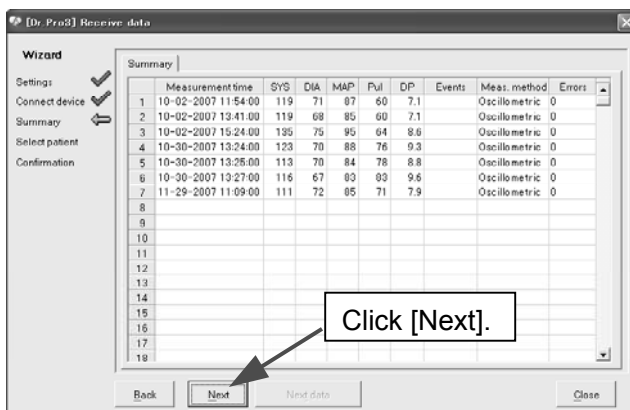 [Dr.Pro3] Receive data
Wizard
Settings
Connect device
Summary
Select patient
Confirmation
Summary
Measurement time SYS DIA MAP Pul DP Events Meas. method Errors
1 10-02-2007 11:54:00 119 71 87 60 7.1 Oscillometric 0
2 10-02-2007 13:41:00 119 68 85 60 7.1 Oscillometric 0
3 10-02-2007 15:24:00 135 75 95 64 8.6 Oscillometric 0
4 10-30-2007 13:24:00 123 70 88 76 9.3 Oscillometric 0
5 10-30-2007 13:25:00 113 70 84 78 8.8 Oscillometric 0
6 10-30-2007 13:27:00 116 67 83 83 9.6 Oscillometric 0
7 11-29-2007 11:09:00 111 72 85 71 7.9 Oscillometric 0
8
9
10
11
12
13
14
15
16
17
18
Click [Next].
Back Next Next data Close